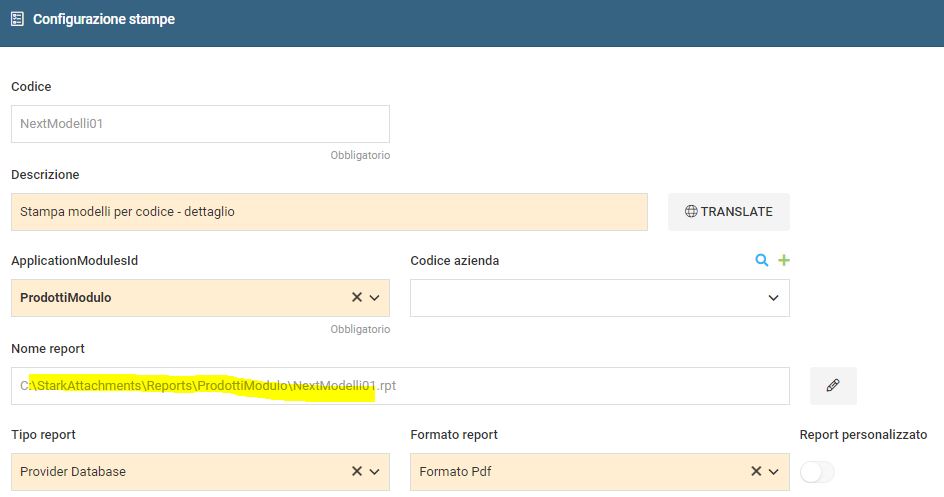 Configurazione stampe
Codice
NextModelli01
Obbligatorio
Descrizione
Stampa modelli per codice - dettaglio
TRANSLATE
ApplicationModulesId
Codice azienda
ProdottiModulo
Obbligatorio
Nome report
C:\StarkAttachments\Reports\ProdottiModulo\NextModelli01.rpt
Tipo report
Formato report
Report personalizzato
Provider Database
Formato Pdf